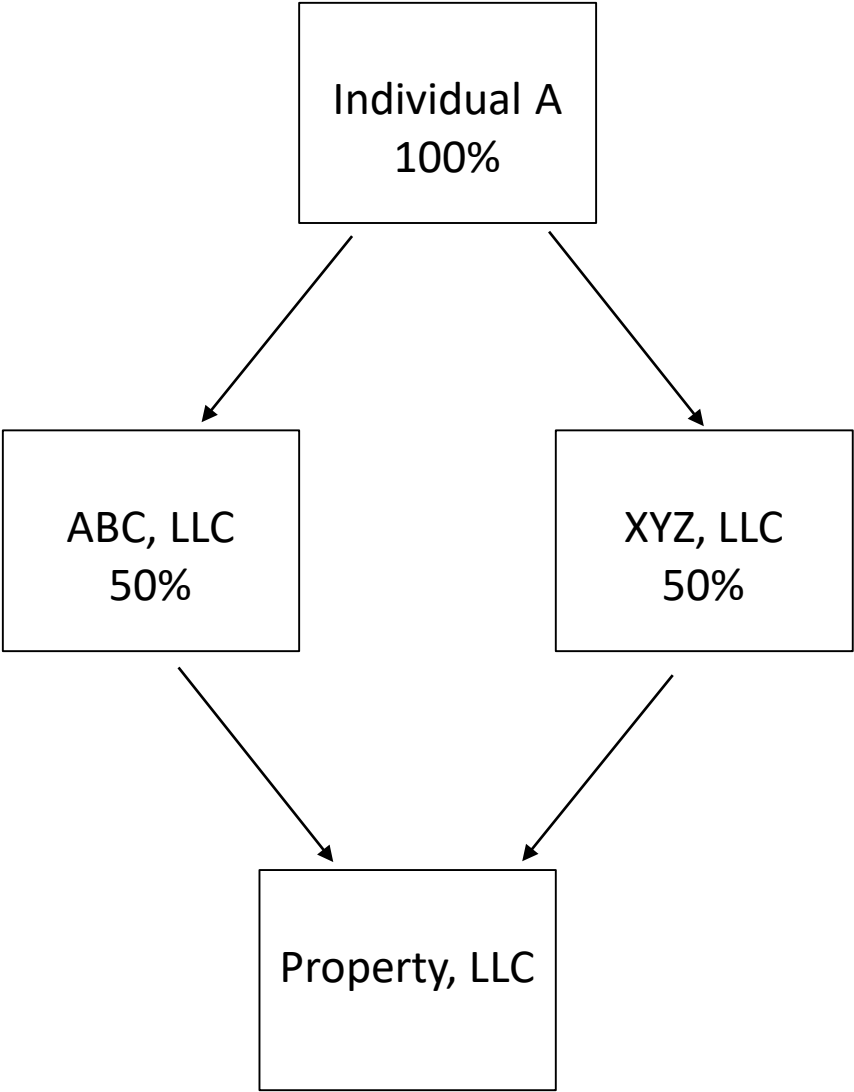 Individual A
100%
ABC, LLC
50%
XYZ, LLC
50%
Property, LLC